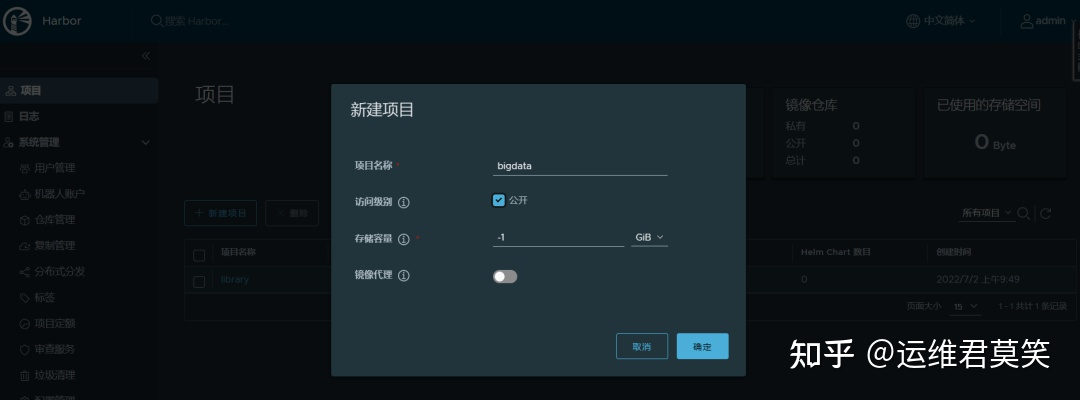 Harbor
搜索 Harbor...
中文简体
admin
项目
日志
系统管理
用户管理
机器人账户
仓库管理
复制管理
分布式分发
标签
项目定额
审查服务
垃圾清理
项目
新建项目
项目名称 *
bigdata
访问级别
公开
存储容量 *
-1
GiB
镜像代理
取消
确定
镜像仓库
私有 0
公开 0
总计 0
已使用的存储空间
0 Byte
+ 新建项目
× 删除
所有项目
项目名称
Helm Chart 数目
创建时间
library
0
2022/7/2 上午9:49
页面大小 15
1 - 1 共计 1 条记录
知乎 @运维君莫笑